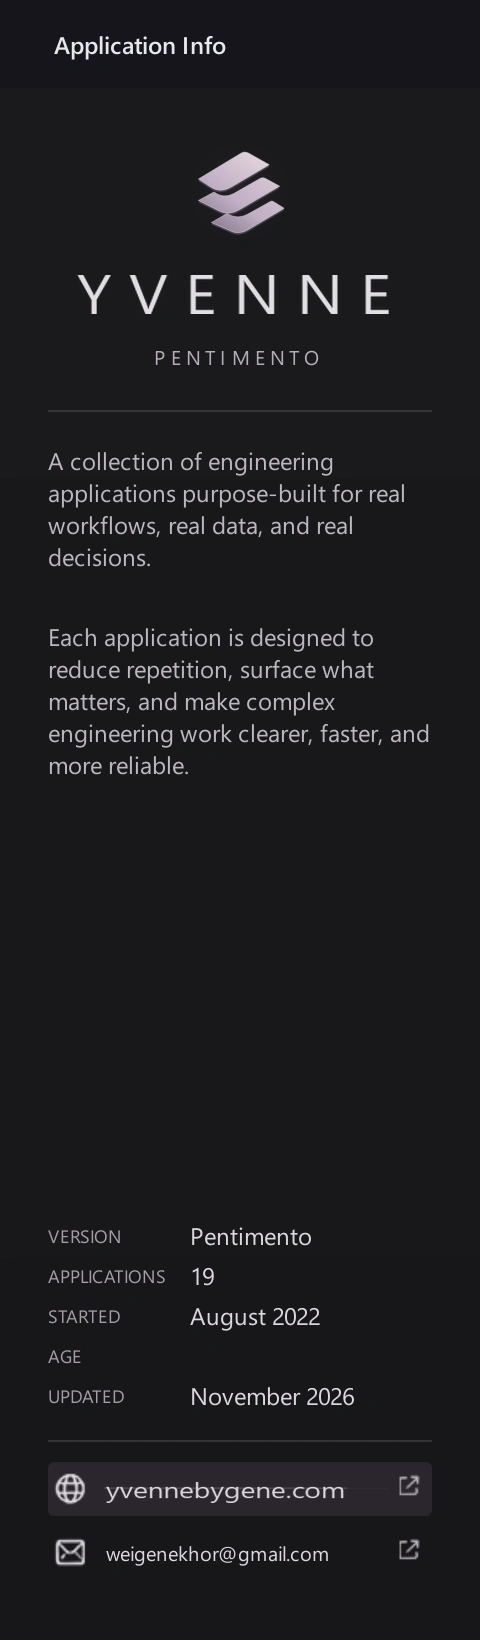 Application Info
YVENNE
PENTIMENTO
A collection of engineering
applications purpose-built for real
workflows, real data, and real
decisions.
Each application is designed to
reduce repetition, surface what
matters, and make complex
engineering work clearer, faster, and
more reliable.
VERSION Pentimento
APPLICATIONS 19
STARTED August 2022
AGE
UPDATED November 2026
yvennebygene.com
weigenekhor@gmail.com